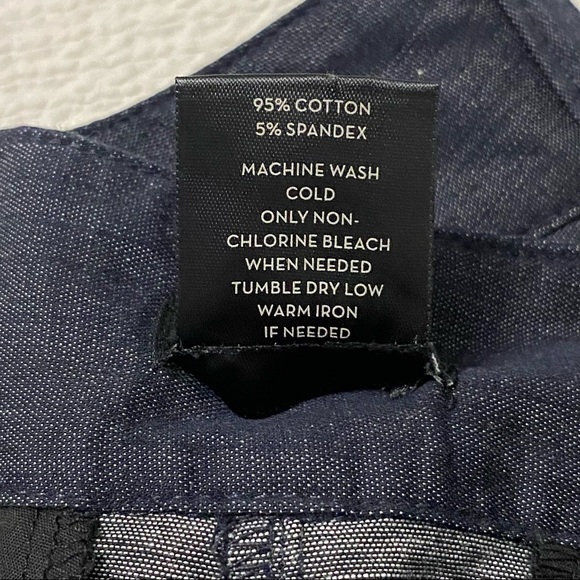 95% COTTON
5% SPANDEX
MACHINE WASH
COLD
ONLY NON-
CHLORINE BLEACH
WHEN NEEDED
TUMBLE DRY LOW
WARM IRON
IF NEEDED